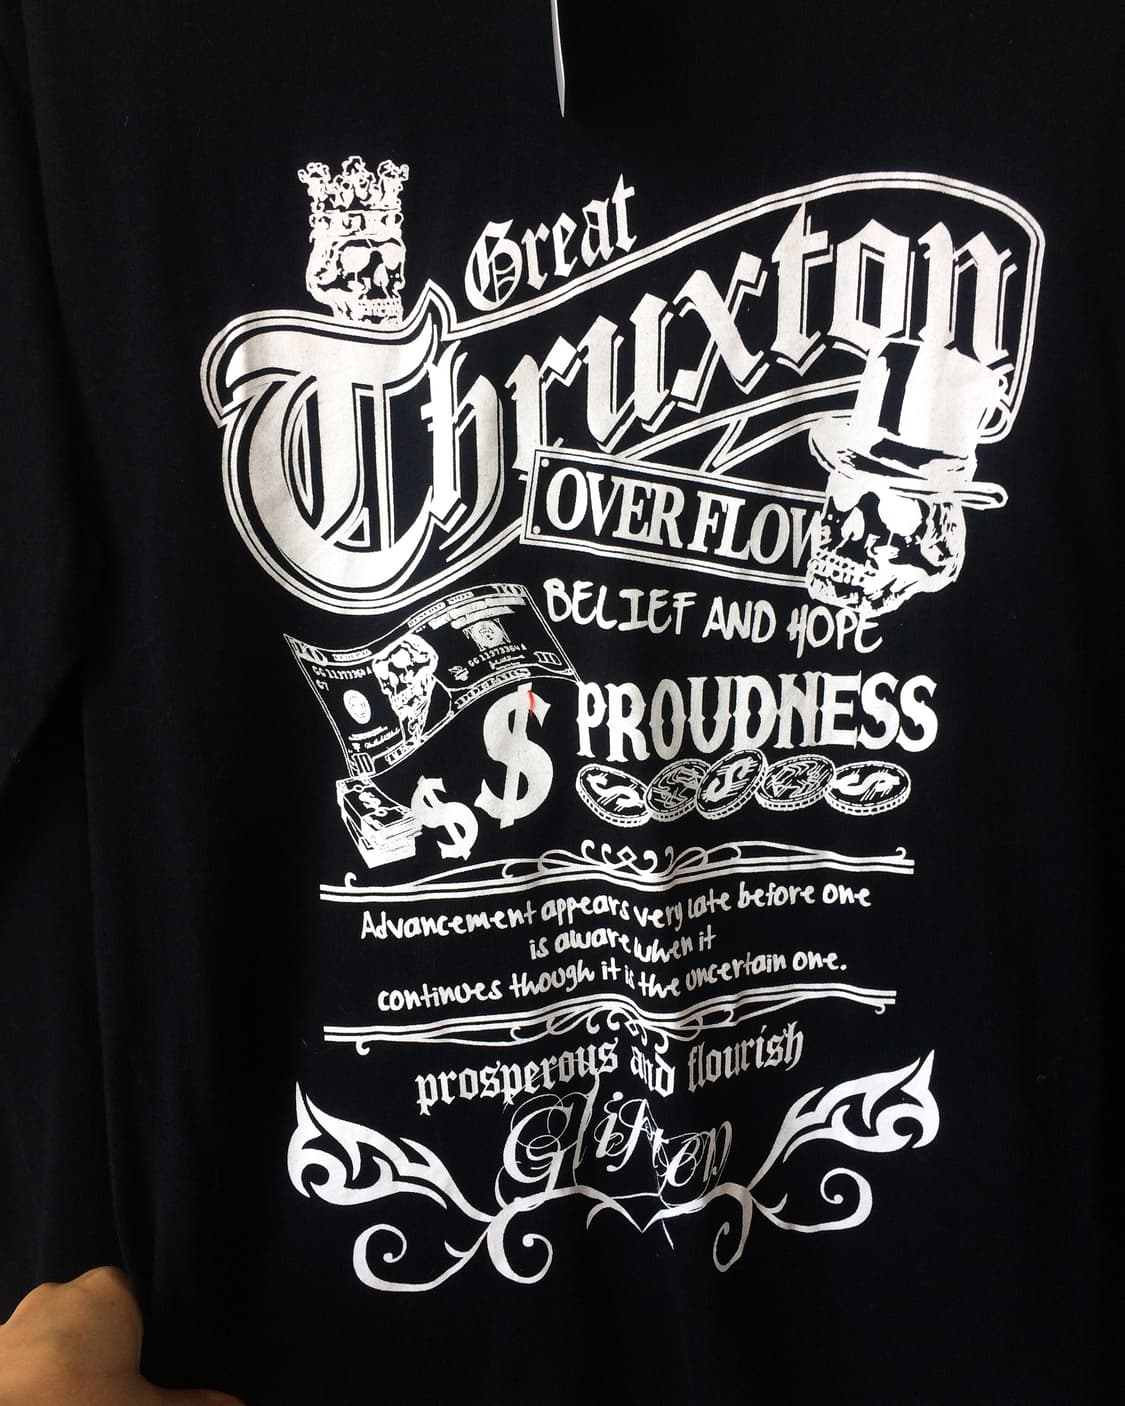 Great
Thruxton
OVER FLOW
BELIEF AND HOPE
PROUDNESS
Advancement appears very late before one
is aware when it
continues though it is the uncertain one.
prosperous and flourish
Glisten